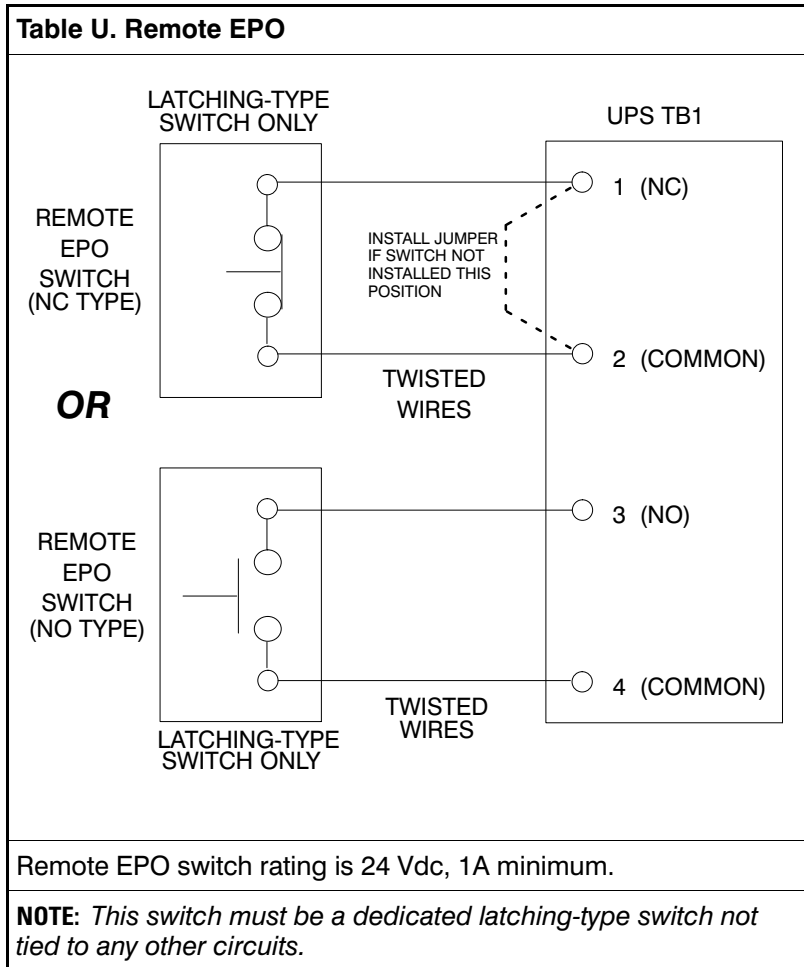 Table U. Remote EPO
LATCHING-TYPE
SWITCH ONLY
UPS TB1
REMOTE
EPO
SWITCH
(NC TYPE)
1 (NC)
INSTALL JUMPER
IF SWITCH NOT
INSTALLED THIS
POSITION
2 (COMMON)
TWISTED
WIRES
OR
REMOTE
EPO
SWITCH
(NO TYPE)
3 (NO)
4 (COMMON)
TWISTED
WIRES
LATCHING-TYPE
SWITCH ONLY
Remote EPO switch rating is 24 Vdc, 1A minimum.
NOTE: This switch must be a dedicated latching-type switch not
tied to any other circuits.